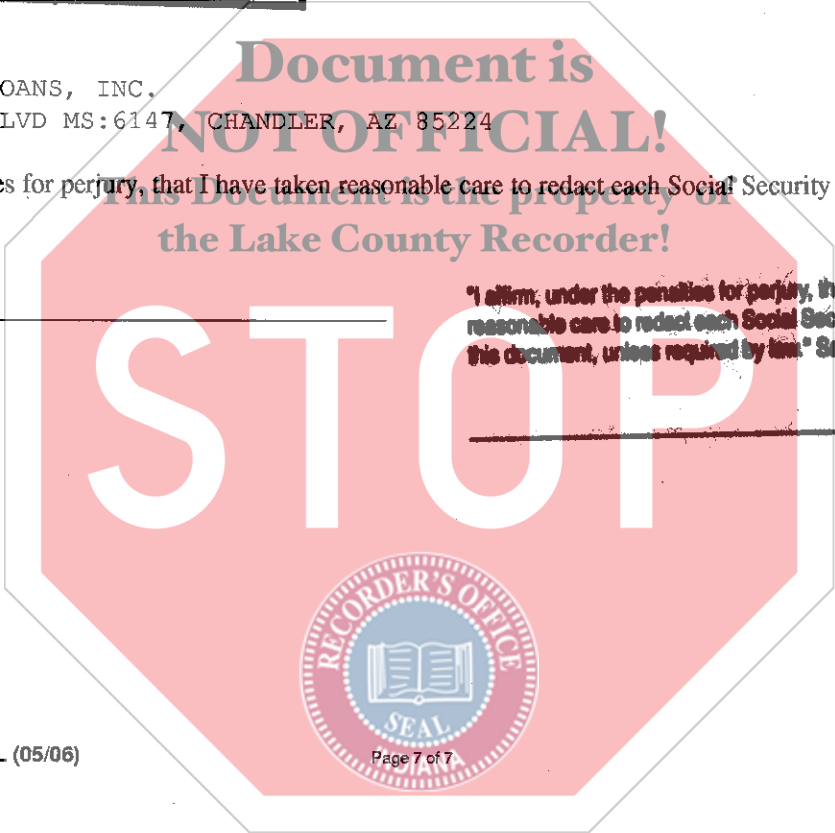 Document is
OANS, INC.
LVD MS:6147, CHANDLER, AZ 85224
NOT OFFICIAL!
es for perjury, that I have taken reasonable care to redact each Social Security
This Document is the property of
the Lake County Recorder!
"I affirm, under the penalties for perjury, th
reasonable care to redact each Social Sec
this document, unless required by law." Se
STOP
RECORDER'S OFFICE
SEAL
INDIANA
(05/06)
Page 7 of 7